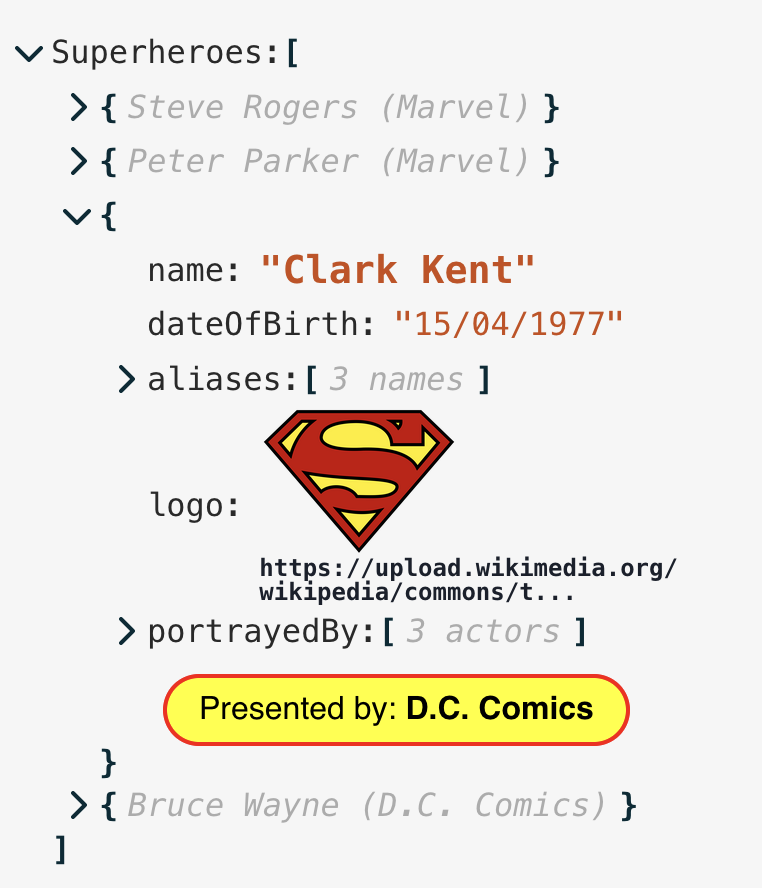 Superheroes:[
{ Steve Rogers (Marvel) }
{ Peter Parker (Marvel) }
{
name: "Clark Kent"
dateOfBirth: "15/04/1977"
aliases:[ 3 names ]
S
logo:
https://upload.wikimedia.org/
wikipedia/commons/t...
portrayedBy:[ 3 actors ]
Presented by: D.C. Comics
}
{ Bruce Wayne (D.C. Comics) }
]